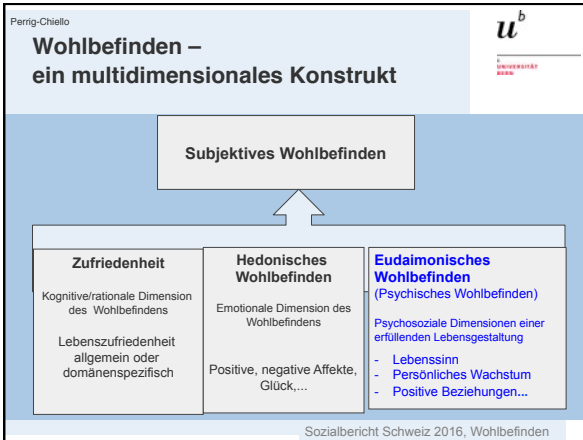 Perrig-Chiello
Wohlbefinden –
ein multidimensionales Konstrukt
u^b
b
UNIVERSITÄT
BERN
Subjektives Wohlbefinden
Zufriedenheit
Kognitive/rationale Dimension
des Wohlbefindens
Lebenszufriedenheit
allgemein oder
domänenspezifisch
Hedonisches
Wohlbefinden
Emotionale Dimension des
Wohlbefindens
Positive, negative Affekte,
Glück,...
Eudaimonisches
Wohlbefinden
(Psychisches Wohlbefinden)
Psychosoziale Dimensionen einer
erfüllenden Lebensgestaltung
- Lebenssinn
- Persönliches Wachstum
- Positive Beziehungen...
Sozialbericht Schweiz 2016, Wohlbefinden